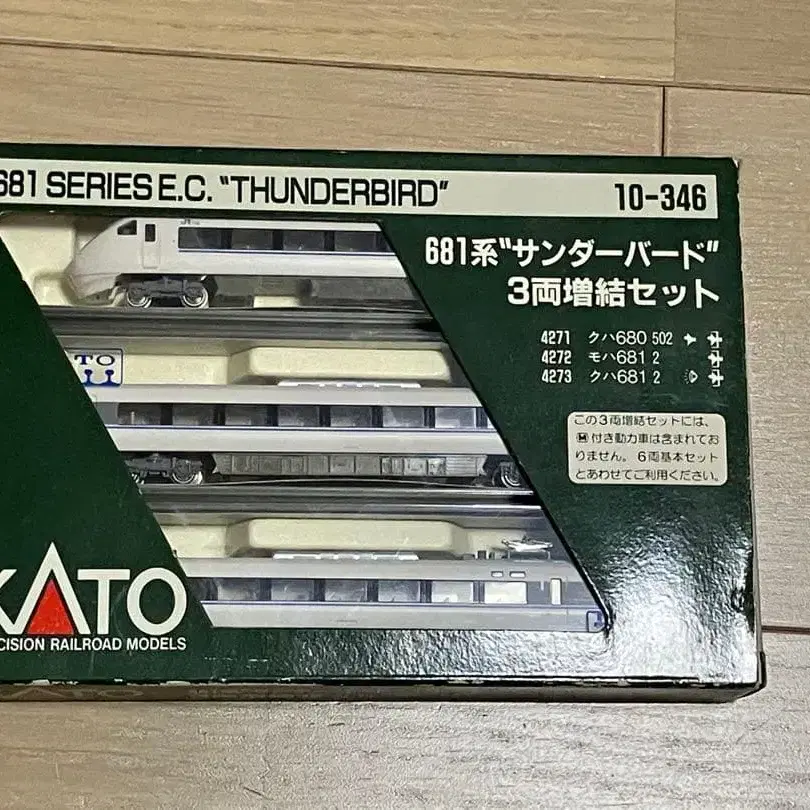 681 SERIES E.C. "THUNDERBIRD" 10-346
681系"サンダーバード"
3両増結セット
4271 クハ680 502
4272 モハ681 2
4273 クハ681 2
この3両増結セットには、
M付き動力車は含まれてお
りません。6両基本セット
とあわせてご利用ください。
KATO
CISION RAILROAD MODELS